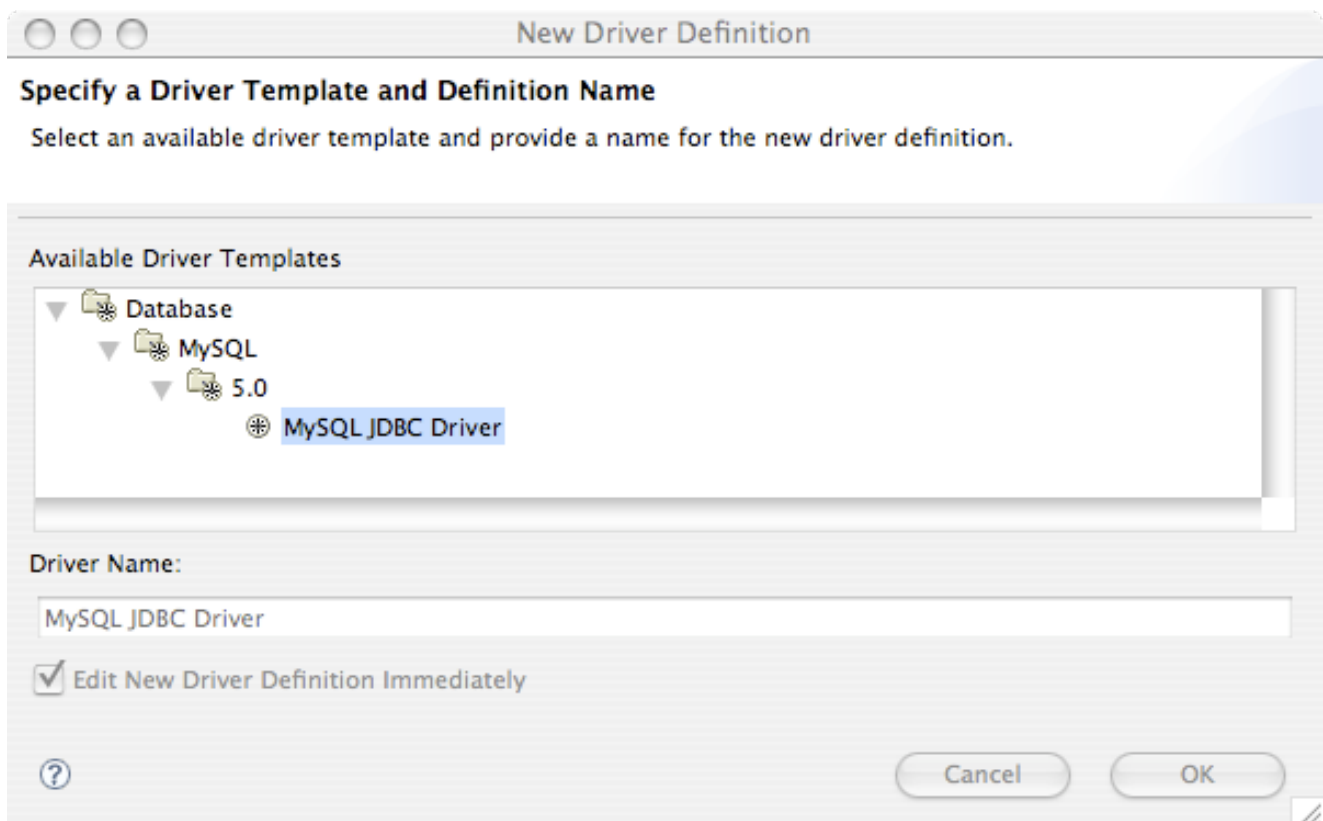 New Driver Definition
Specify a Driver Template and Definition Name
Select an available driver template and provide a name for the new driver definition.
Available Driver Templates
Database
MySQL
5.0
MySQL JDBC Driver
Driver Name:
MySQL JDBC Driver
Edit New Driver Definition Immediately
? Cancel OK